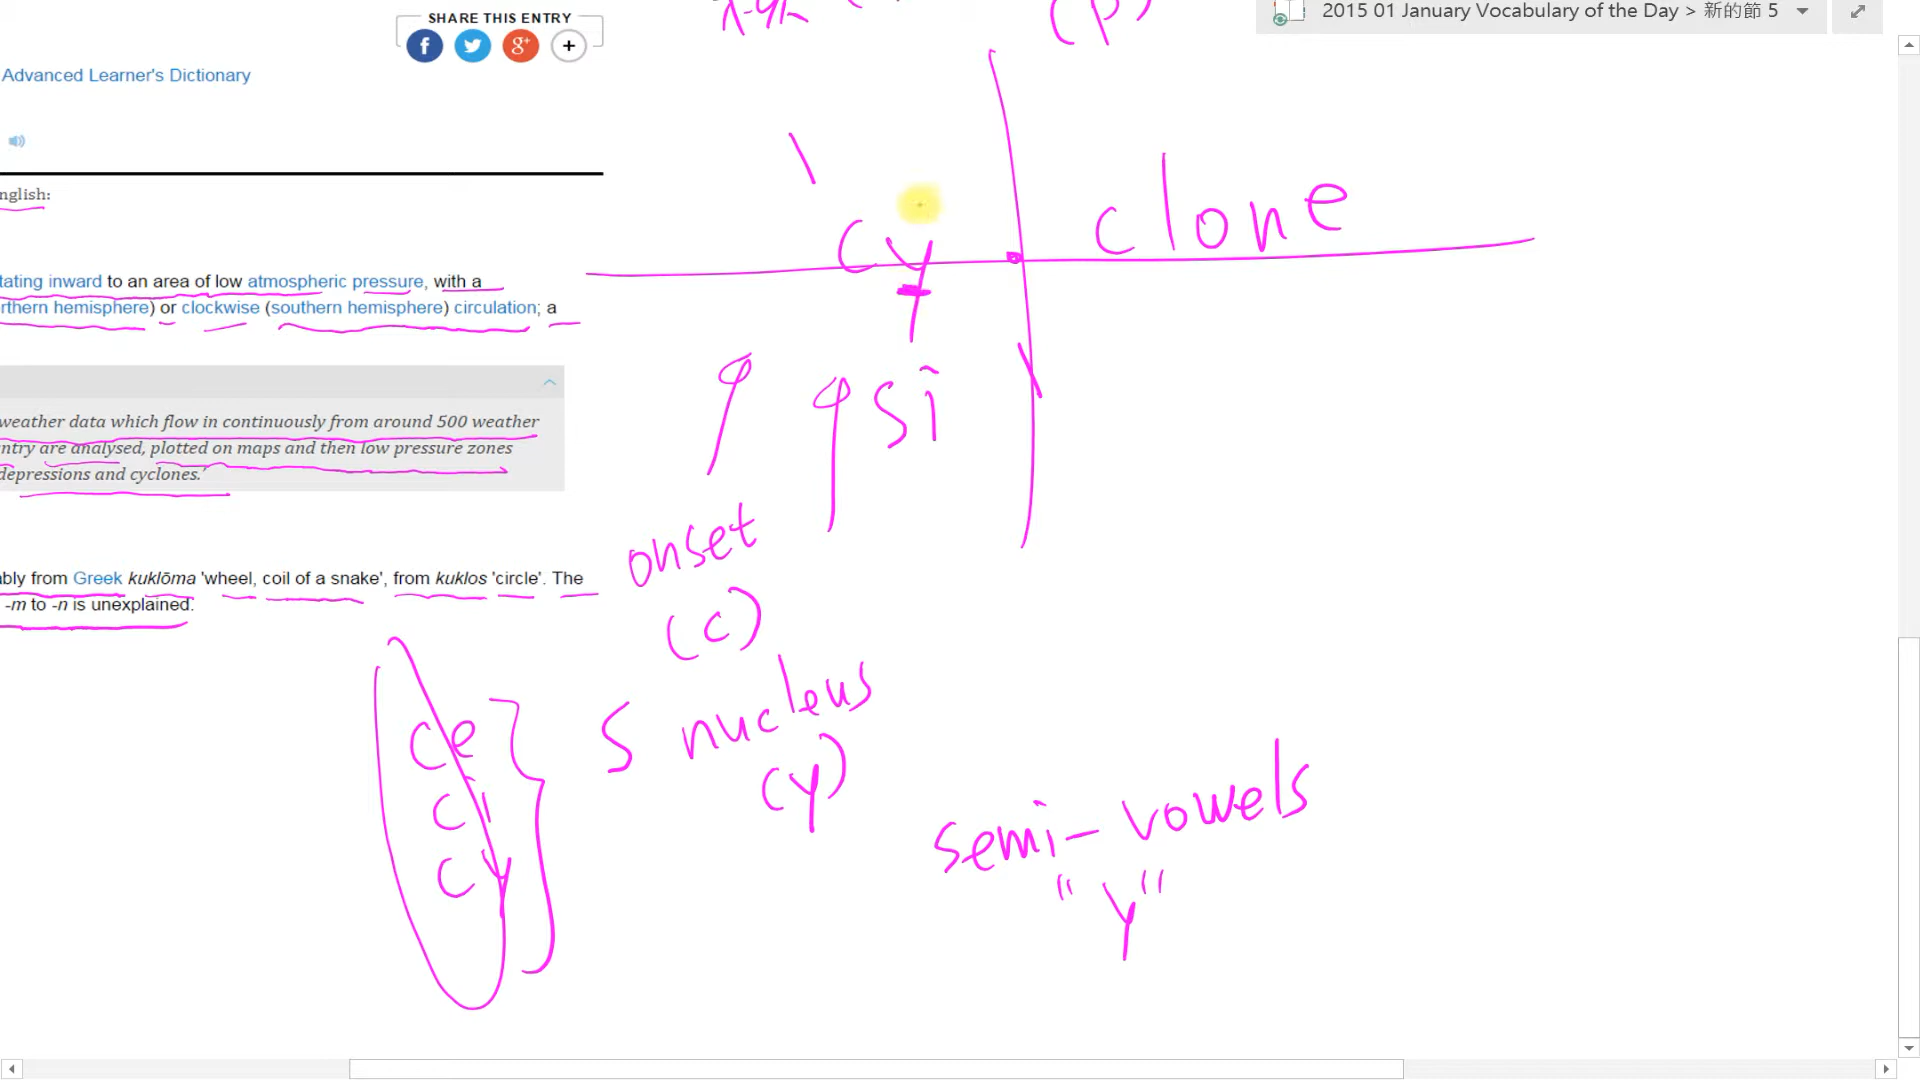 SHARE THIS ENTRY
2015 01 January Vocabulary of the Day > 新的節 5
(p)
Advanced Learner's Dictionary
nglish:
cy clone
tating inward to an area of low atmospheric pressure, with a
rthern hemisphere) or clockwise (southern hemisphere) circulation; a
si
weather data which flow in continuously from around 500 weather
ntry are analysed, plotted on maps and then low pressure zones
depressions and cyclones.'
onset
(c)
ably from Greek kuklōma 'wheel, coil of a snake', from kuklos 'circle'. The
-m to -n is unexplained.
ce
ci
cy
S nucleus
(y)
semi-vowels
"y"